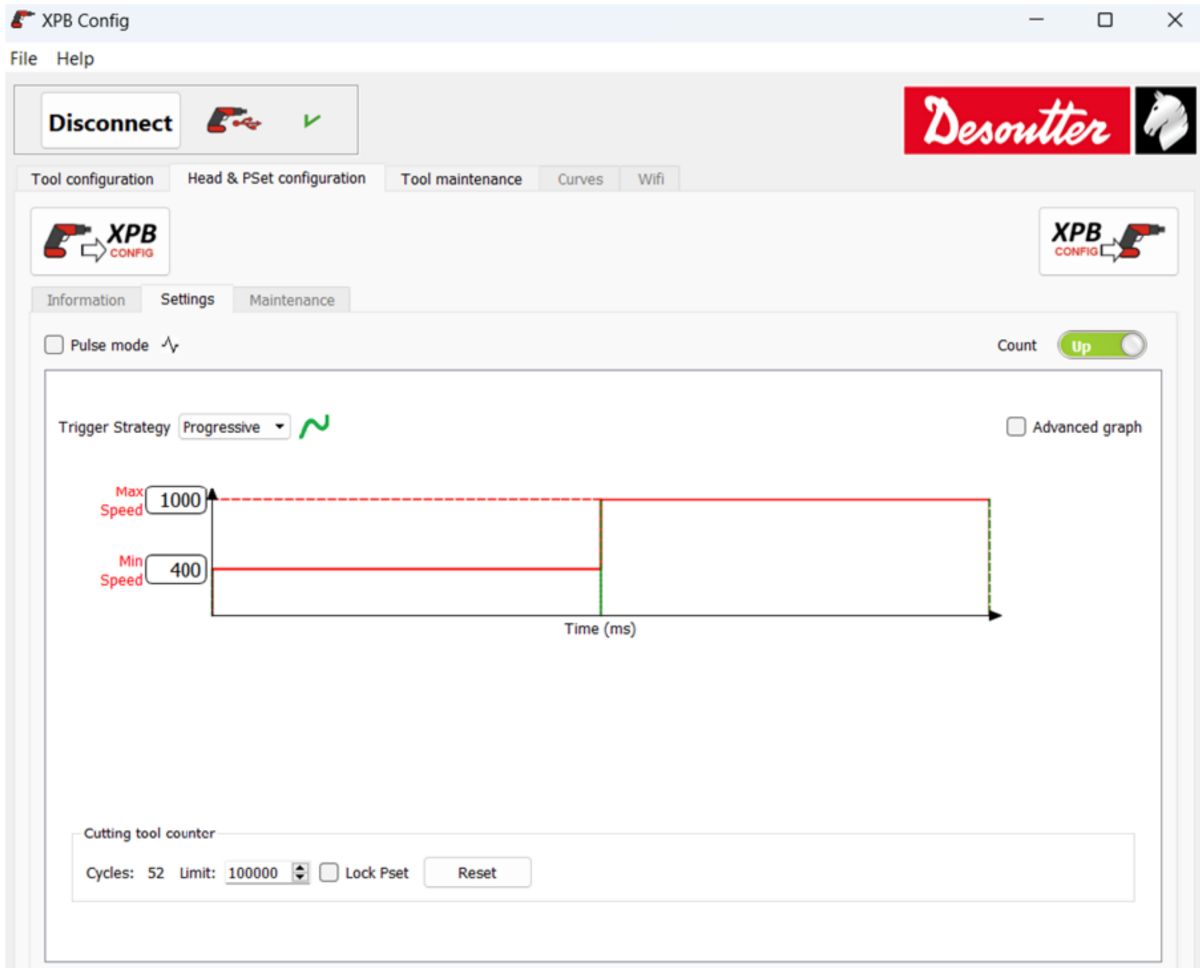 XPB Config
File Help
Disconnect
Desoutter
Tool configuration Head & PSet configuration Tool maintenance Curves Wifi
XPB CONFIG
XPB CONFIG
Information Settings Maintenance
Pulse mode
Count Up
Trigger Strategy Progressive
Advanced graph
Max Speed 1000
Min Speed 400
Time (ms)
Cutting tool counter
Cycles: 52 Limit: 100000 Lock Pset Reset